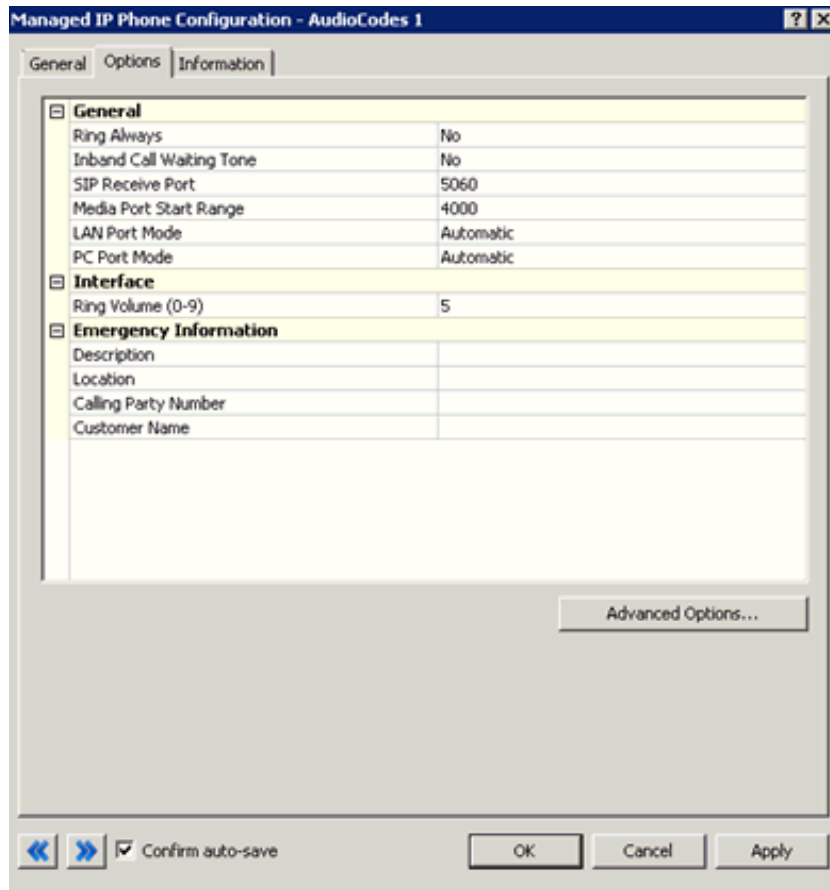 Managed IP Phone Configuration - AudioCodes 1
General Options Information
General
Ring Always No
Inband Call Waiting Tone No
SIP Receive Port 5060
Media Port Start Range 4000
LAN Port Mode Automatic
PC Port Mode Automatic
Interface
Ring Volume (0-9) 5
Emergency Information
Description
Location
Calling Party Number
Customer Name
Advanced Options...
Confirm auto-save OK Cancel Apply